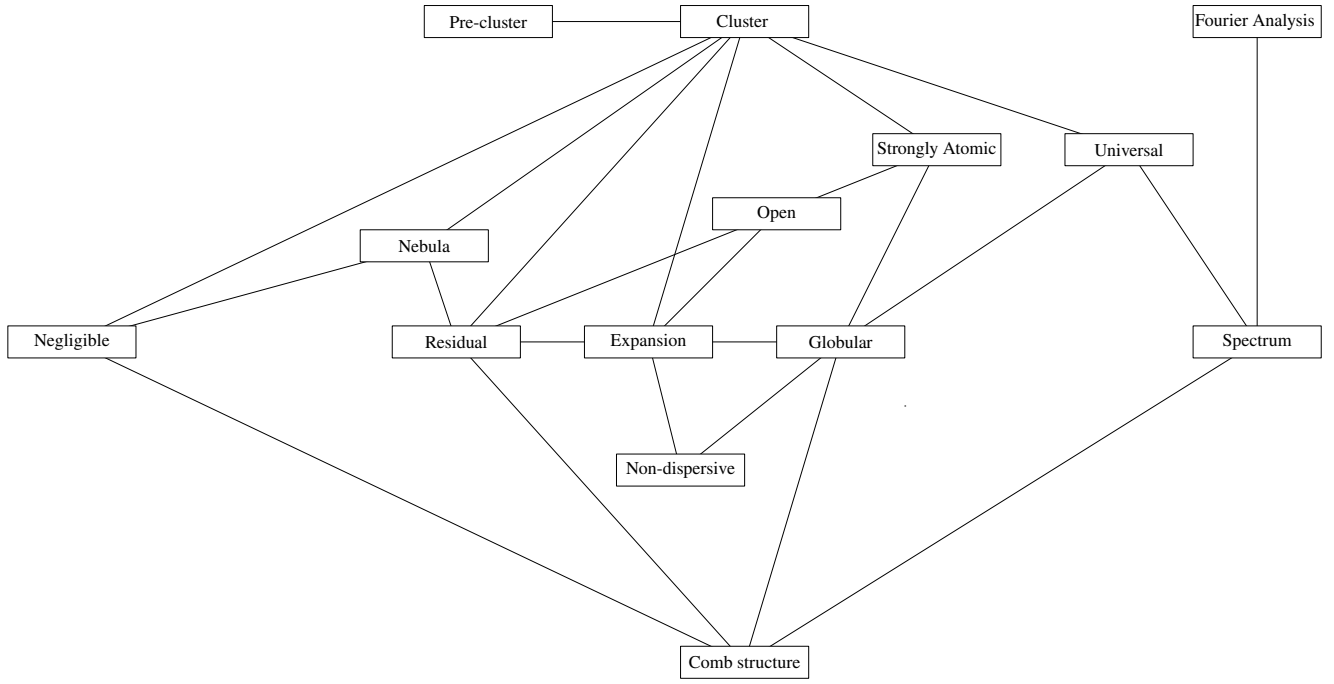 Pre-cluster
Cluster
Fourier Analysis
Strongly Atomic
Universal
Open
Nebula
Negligible
Residual
Expansion
Globular
Spectrum
Non-dispersive
Comb structure